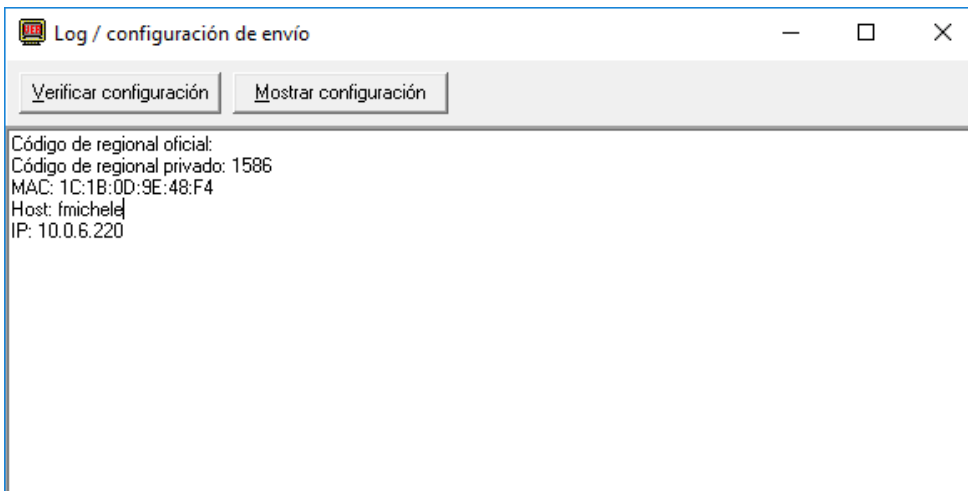 Log / configuración de envío
Verificar configuración Mostrar configuración
Código de regional oficial:
Código de regional privado: 1586
MAC: 1C:1B:0D:9E:48:F4
Host: fmichele
IP: 10.0.6.220